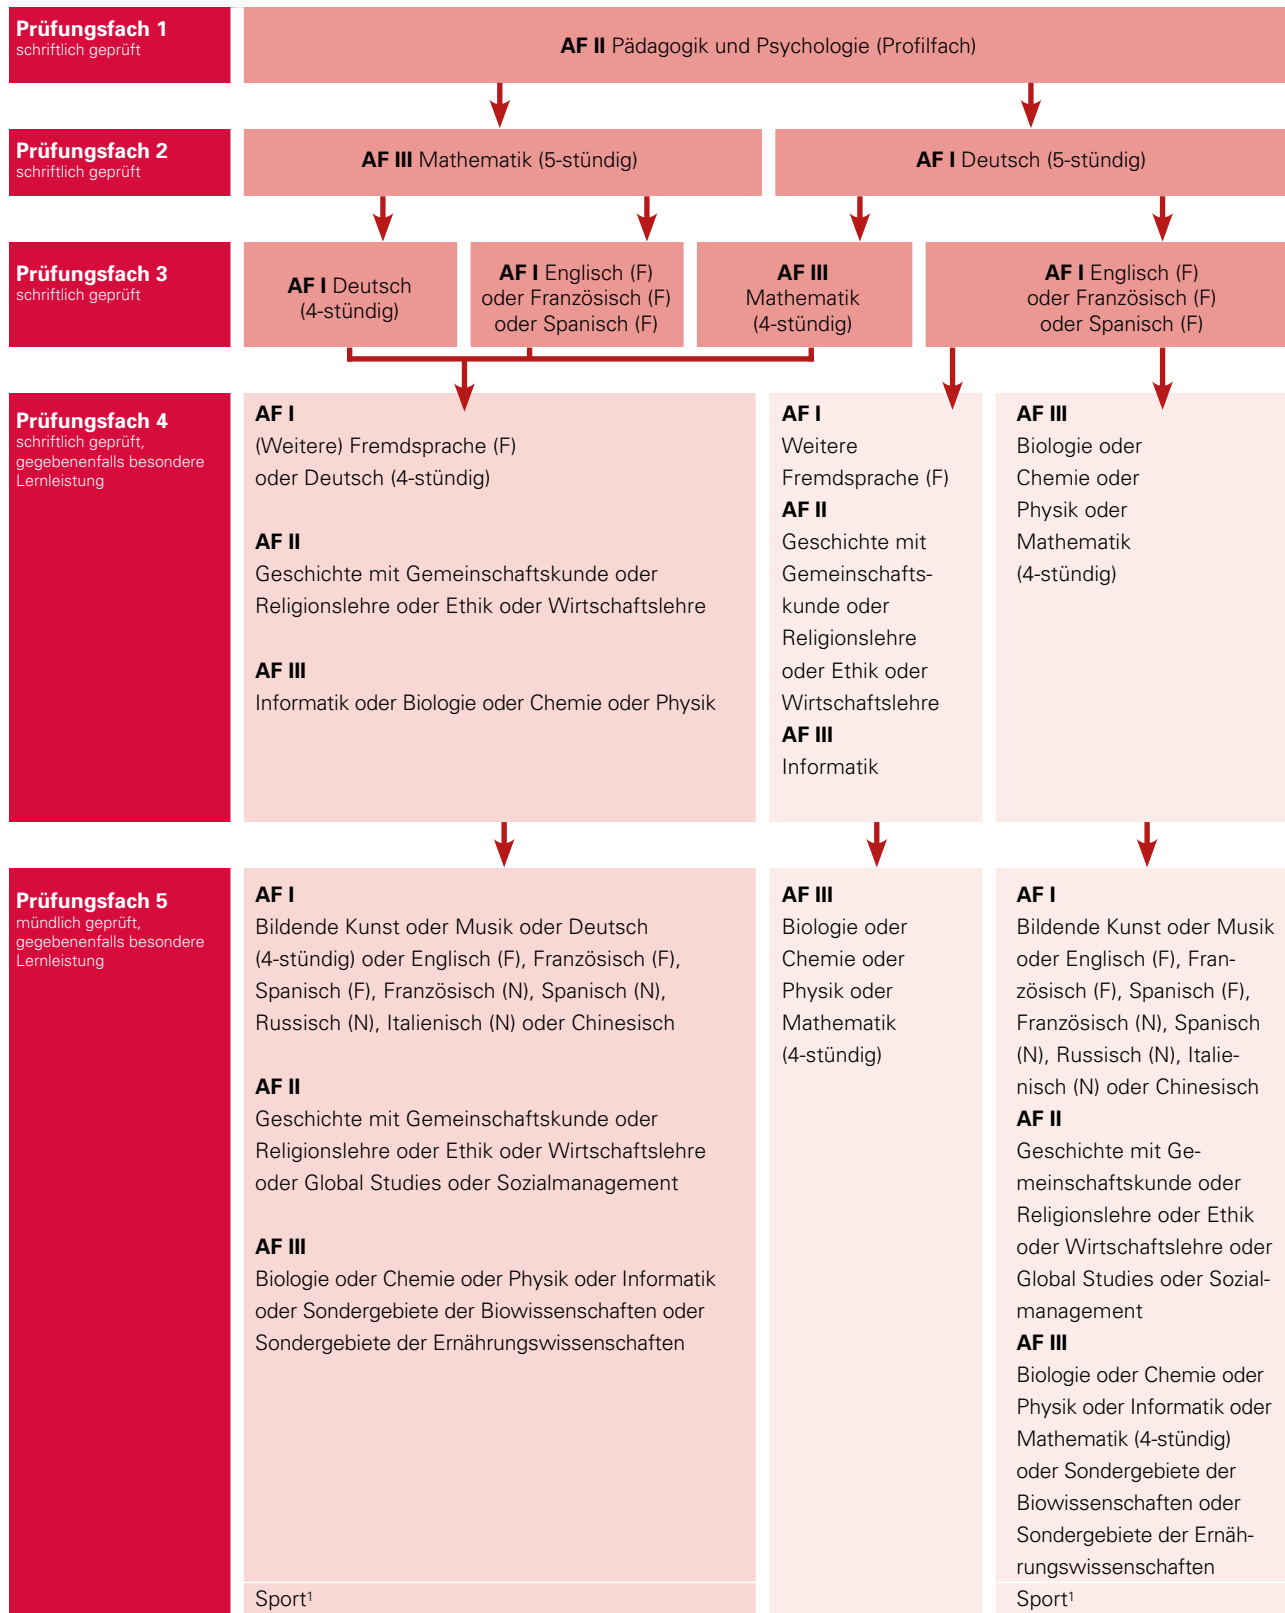 Prüfungsfach 1
schriftlich geprüft
AF II Pädagogik und Psychologie (Profilfach)
Prüfungsfach 2
schriftlich geprüft
AF III Mathematik (5-stündig)
AF I Deutsch (5-stündig)
Prüfungsfach 3
schriftlich geprüft
AF I Deutsch
(4-stündig)
AF I Englisch (F)
oder Französisch (F)
oder Spanisch (F)
AF III
Mathematik
(4-stündig)
AF I Englisch (F)
oder Französisch (F)
oder Spanisch (F)
Prüfungsfach 4
schriftlich geprüft,
gegebenenfalls besondere
Lernleistung
AF I
(Weitere) Fremdsprache (F)
oder Deutsch (4-stündig)
AF II
Geschichte mit Gemeinschaftskunde oder
Religionslehre oder Ethik oder Wirtschaftslehre
AF III
Informatik oder Biologie oder Chemie oder Physik
AF I
Weitere
Fremdsprache (F)
AF II
Geschichte mit
Gemeinschafts-
kunde oder
Religionslehre
oder Ethik oder
Wirtschaftslehre
AF III
Informatik
AF III
Biologie oder
Chemie oder
Physik oder
Mathematik
(4-stündig)
Prüfungsfach 5
mündlich geprüft,
gegebenenfalls besondere
Lernleistung
AF I
Bildende Kunst oder Musik oder Deutsch
(4-stündig) oder Englisch (F), Französisch (F),
Spanisch (F), Französisch (N), Spanisch (N),
Russisch (N), Italienisch (N) oder Chinesisch
AF II
Geschichte mit Gemeinschaftskunde oder
Religionslehre oder Ethik oder Wirtschaftslehre
oder Global Studies oder Sozialmanagement
AF III
Biologie oder Chemie oder Physik oder Informatik
oder Sondergebiete der Biowissenschaften oder
Sondergebiete der Ernährungswissenschaften
Sport¹
AF III
Biologie oder
Chemie oder
Physik oder
Mathematik
(4-stündig)
AF I
Bildende Kunst oder Musik
oder Englisch (F), Fran-
zösisch (F), Spanisch (F),
Französisch (N), Spanisch
(N), Russisch (N), Italie-
nisch (N) oder Chinesisch
AF II
Geschichte mit Ge-
meinschaftskunde oder
Religionslehre oder Ethik
oder Wirtschaftslehre oder
Global Studies oder Sozial-
management
AF III
Biologie oder Chemie oder
Physik oder Informatik oder
Mathematik (4-stündig)
oder Sondergebiete der
Biowissenschaften oder
Sondergebiete der Ernäh-
rungswissenschaften
Sport¹